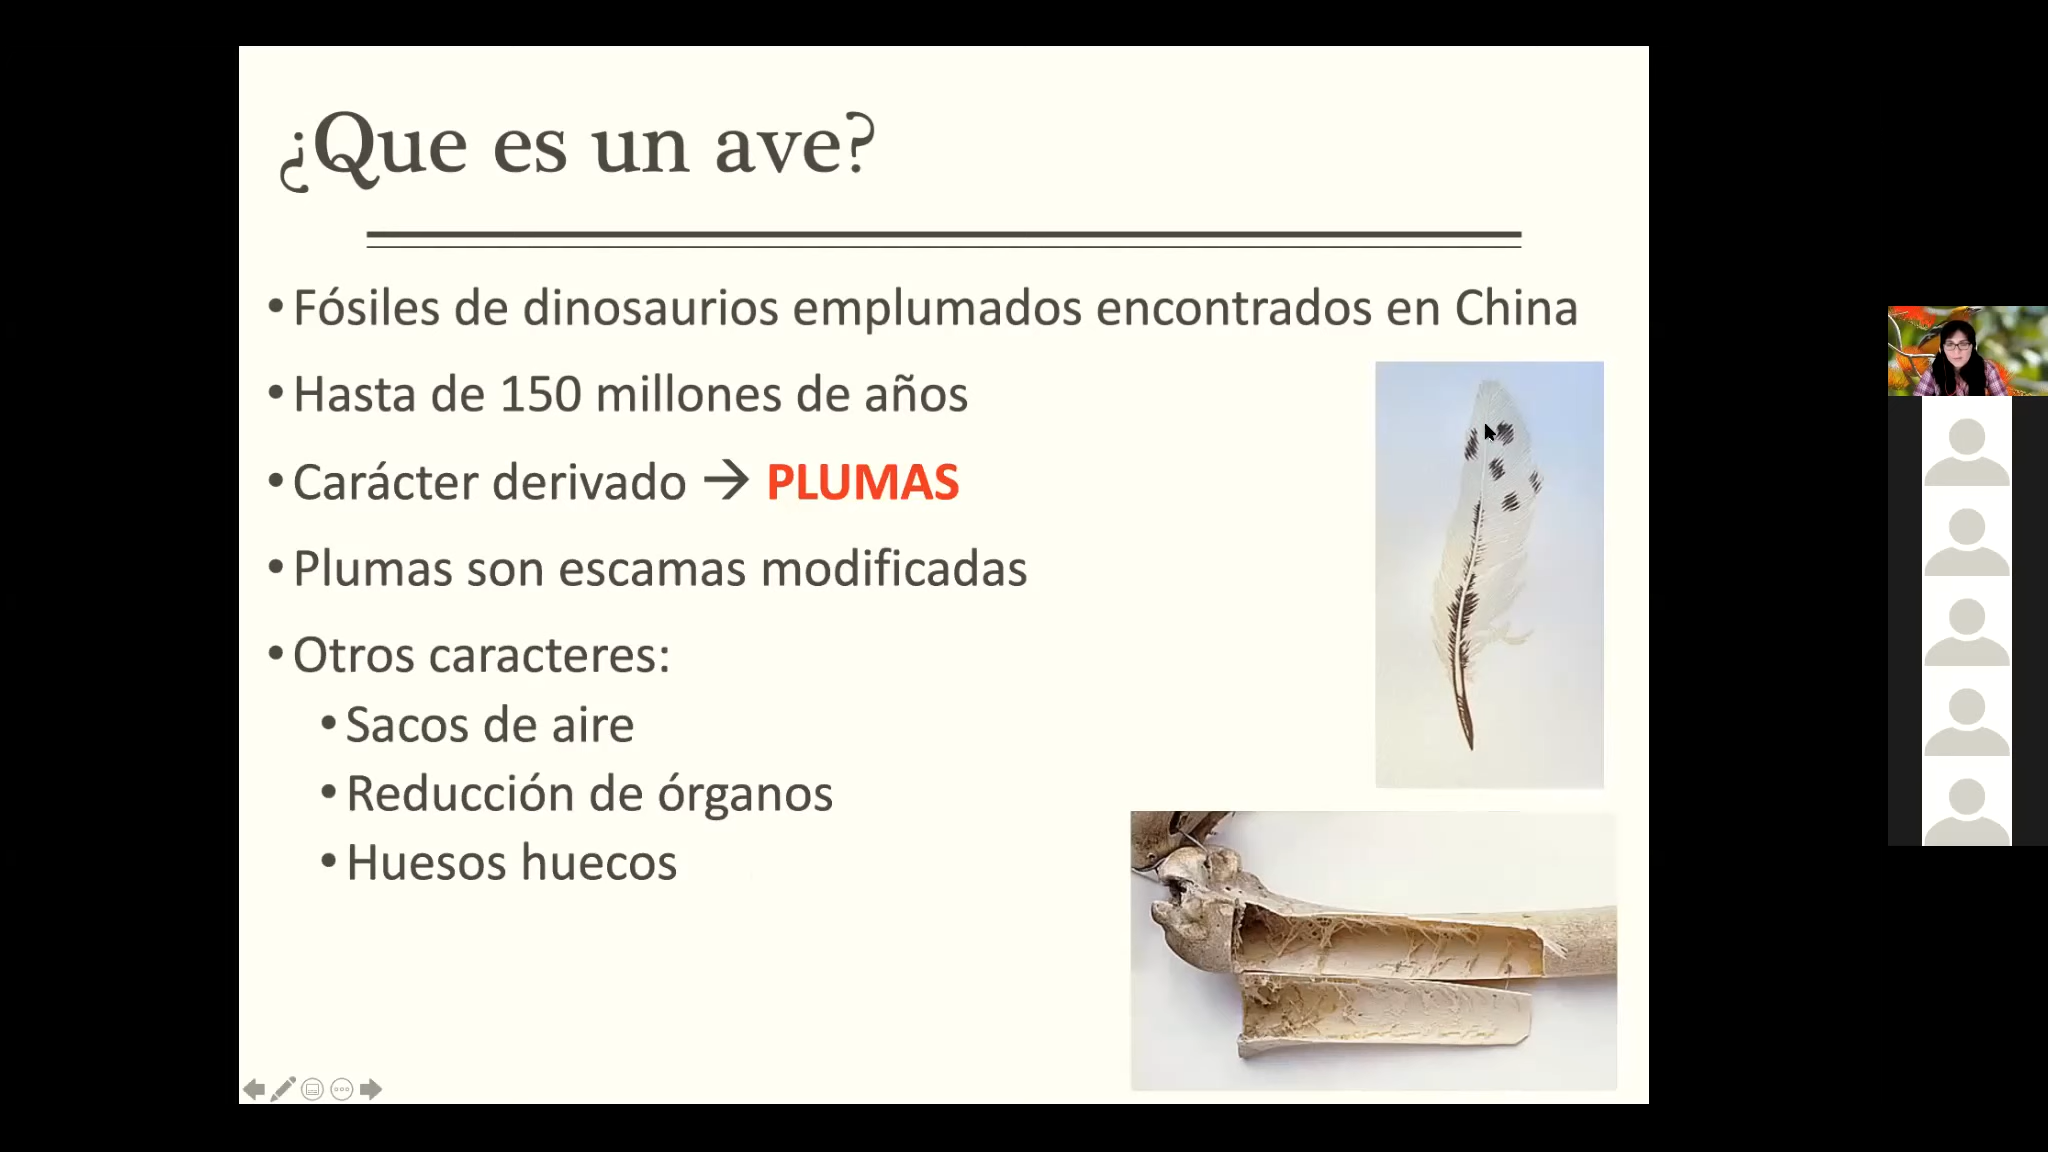 ¿Que es un ave?
• Fósiles de dinosaurios emplumados encontrados en China
• Hasta de 150 millones de años
• Carácter derivado → PLUMAS
• Plumas son escamas modificadas
• Otros caracteres:
• Sacos de aire
• Reducción de órganos
• Huesos huecos